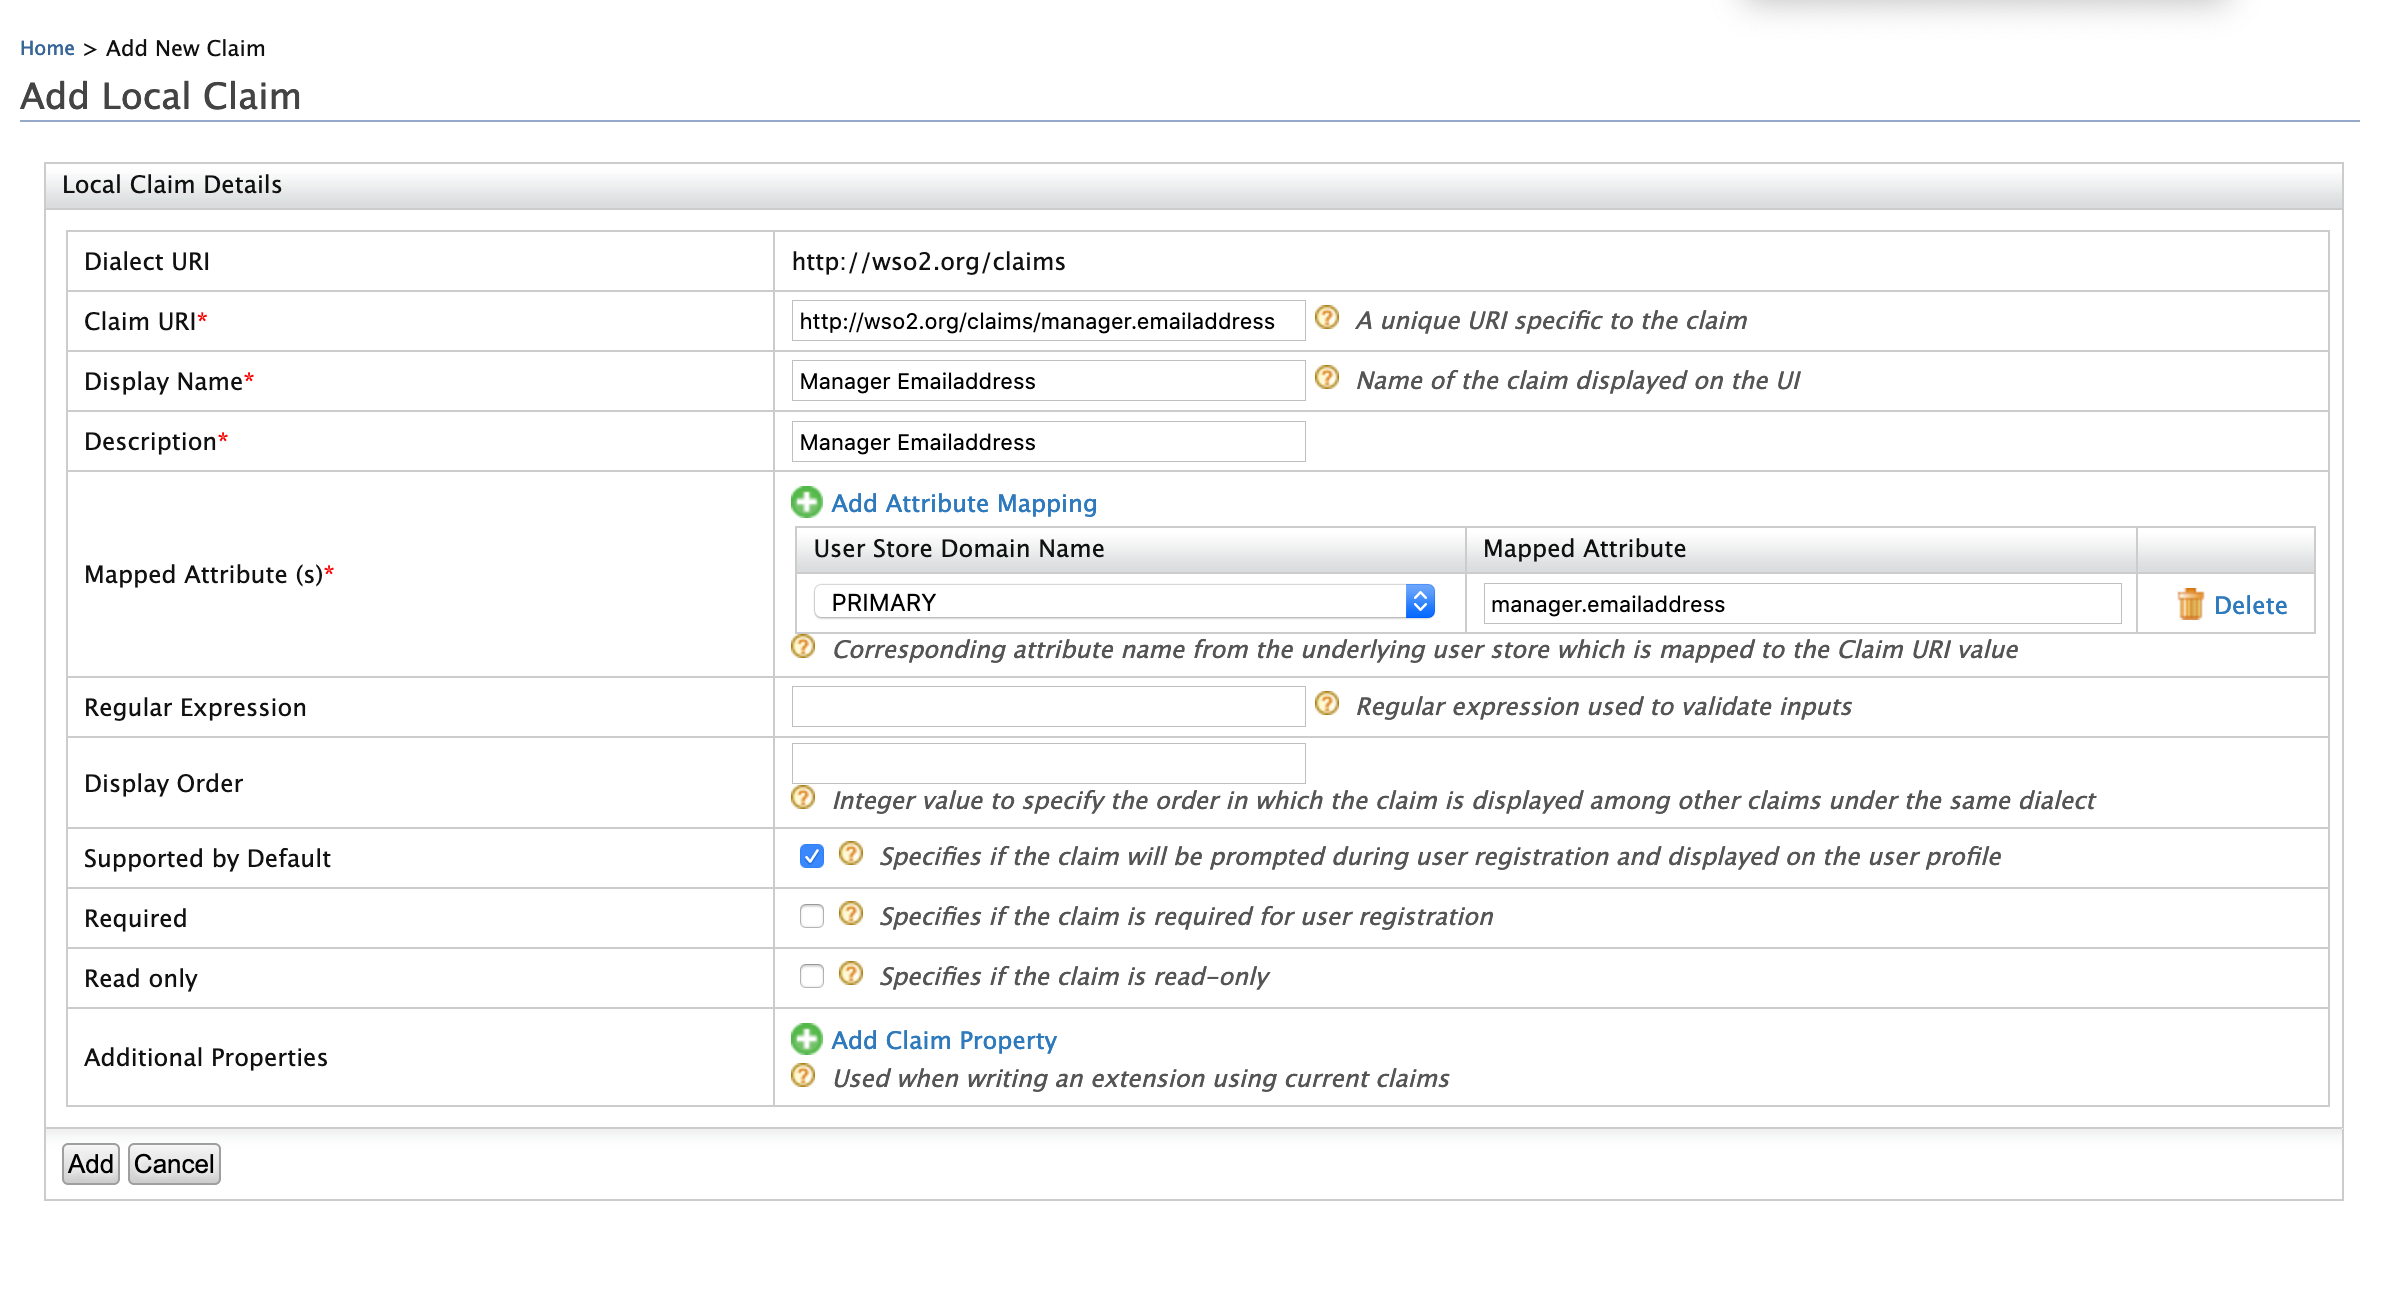 Home > Add New Claim
Add Local Claim
Local Claim Details
Dialect URI http://wso2.org/claims
Claim URI* http://wso2.org/claims/manager.emailaddress A unique URI specific to the claim
Display Name* Manager Emailaddress Name of the claim displayed on the UI
Description* Manager Emailaddress
Add Attribute Mapping
User Store Domain Name Mapped Attribute
Mapped Attribute (s)*
PRIMARY manager.emailaddress Delete
Corresponding attribute name from the underlying user store which is mapped to the Claim URI value
Regular Expression Regular expression used to validate inputs
Display Order
Integer value to specify the order in which the claim is displayed among other claims under the same dialect
Supported by Default Specifies if the claim will be prompted during user registration and displayed on the user profile
Required Specifies if the claim is required for user registration
Read only Specifies if the claim is read-only
Add Claim Property
Additional Properties
Used when writing an extension using current claims
Add Cancel